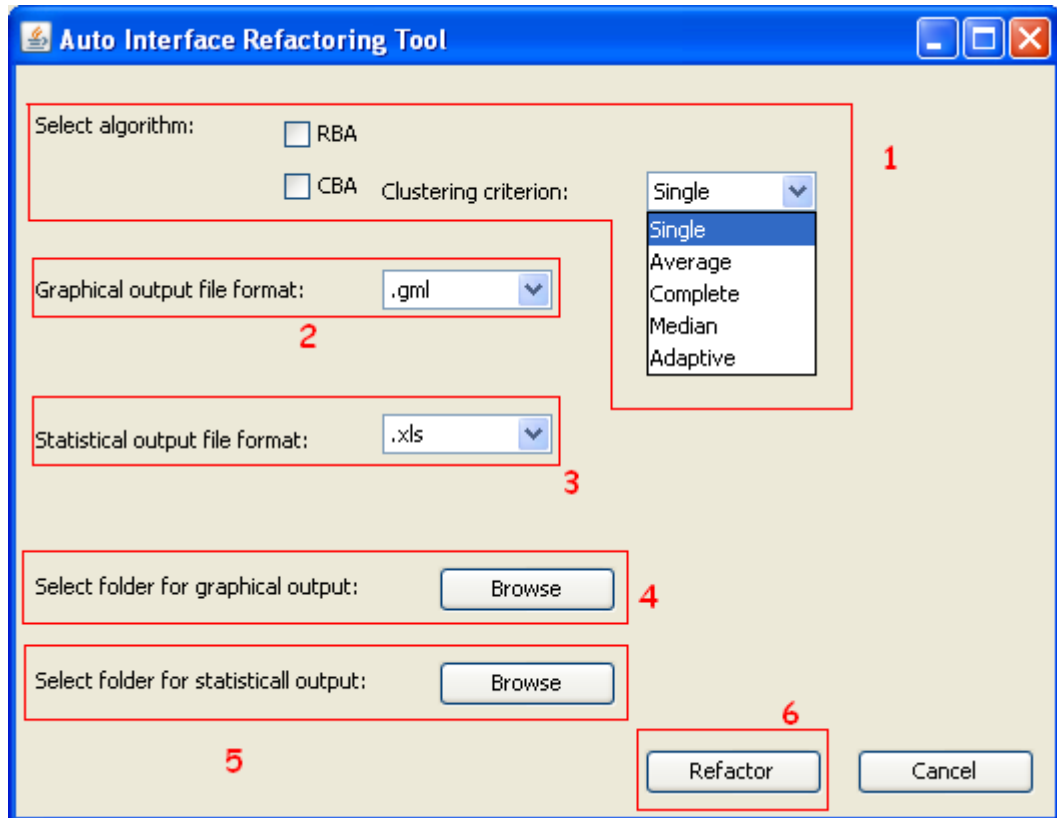 Auto Interface Refactoring Tool
Select algorithm:
RBA
1
CBA
Clustering criterion:
Single
Single
Average
Complete
Median
Adaptive
Graphical output file format:
.gml
2
Statistical output file format:
.xls
3
Select folder for graphical output:
Browse
4
Select folder for statisticall output:
Browse
5
6
Refactor
Cancel